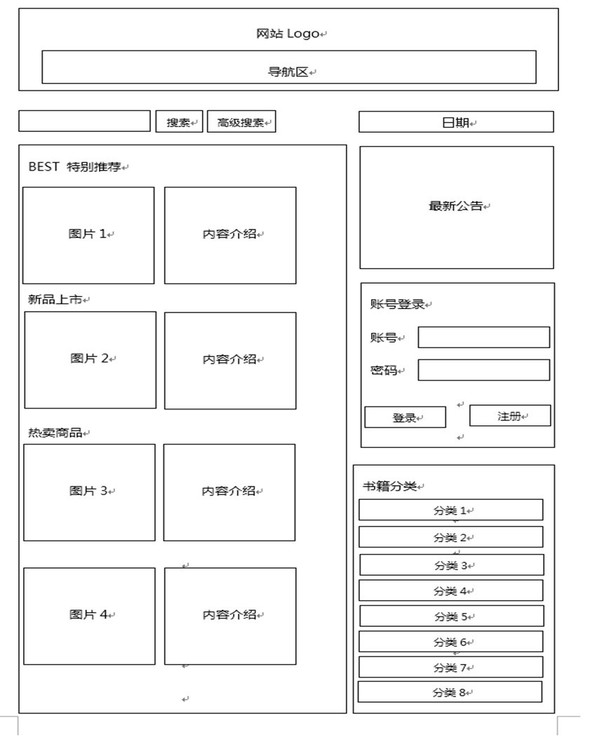 网站 Logo
导航区
搜索
高级搜索
日期
BEST 特别推荐
图片 1
内容介绍
新品上市
图片 2
内容介绍
热卖商品
图片 3
内容介绍
图片 4
内容介绍
最新公告
账号登录
账号
密码
登录
注册
书籍分类
分类 1
分类 2
分类 3
分类 4
分类 5
分类 6
分类 7
分类 8